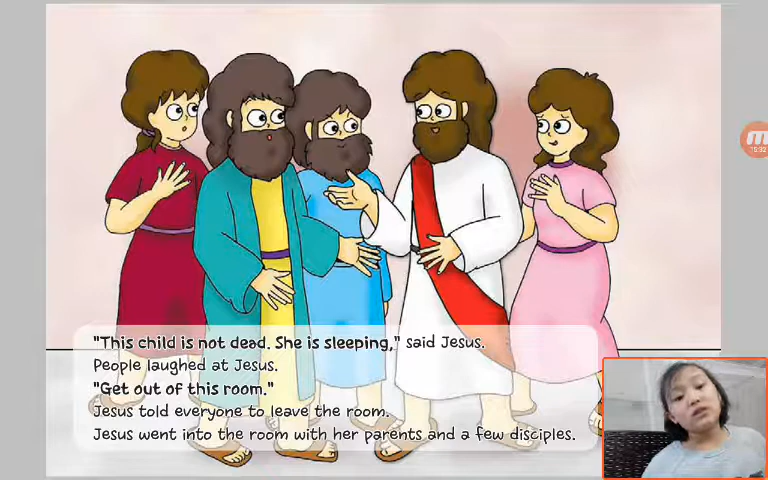 "This child is not dead. She is sleeping," said Jesus.
People laughed at Jesus.
"Get out of this room."
Jesus told everyone to leave the room.
Jesus went into the room with her parents and a few disciples.